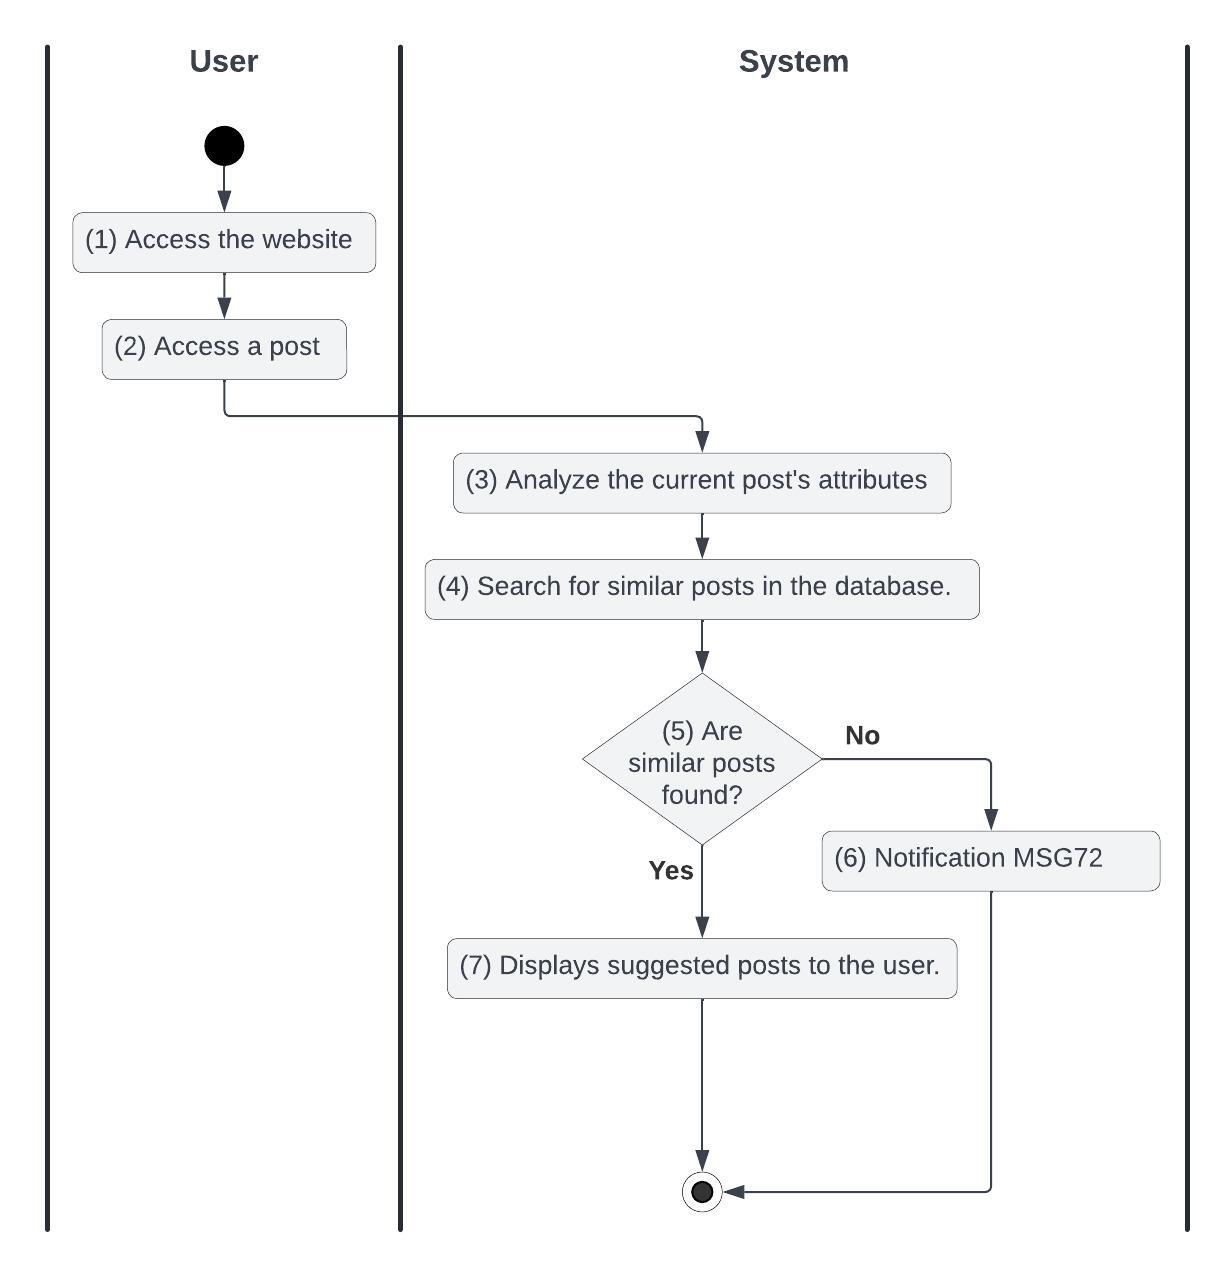 User
System
(1) Access the website
(2) Access a post
(3) Analyze the current post's attributes
(4) Search for similar posts in the database.
(5) Are
similar posts
found?
No
(6) Notification MSG72
Yes
(7) Displays suggested posts to the user.